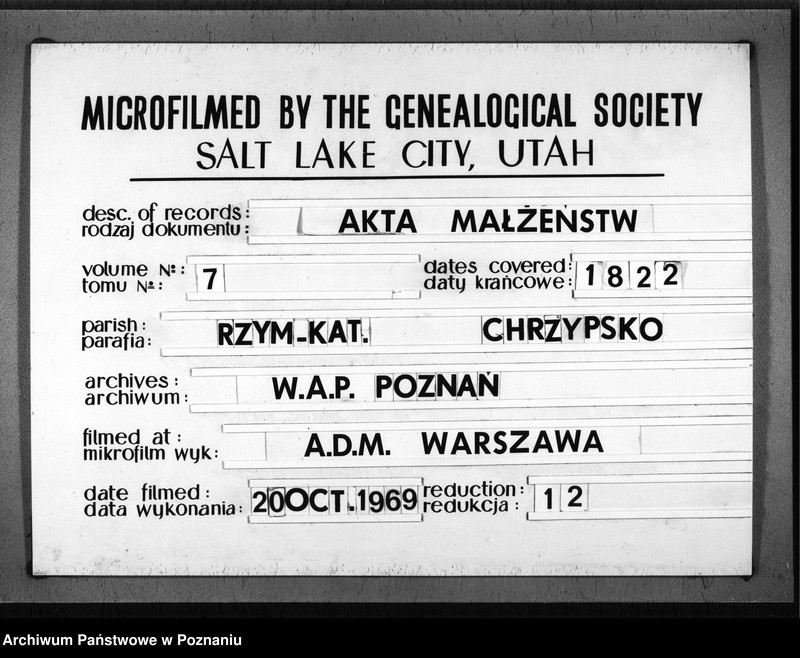 MICROFILMED BY THE GENEALOGICAL SOCIETY
SALT LAKE CITY, UTAH
desc. of records:
rodzaj dokumentu:
AKTA MAŁŻEŃSTW
volume №:
tomu №:
7
dates covered:
daty krańcowe:
1822
parish:
parafia:
RZYM-KAT. CHRZYPSKO
archives:
archiwum:
W.A.P. POZNAŃ
filmed at:
mikrofilm wyk:
A.D.M. WARSZAWA
date filmed:
data wykonania:
20 OCT. 1969
reduction:
redukcja:
12
Archiwum Państwowe w Poznaniu